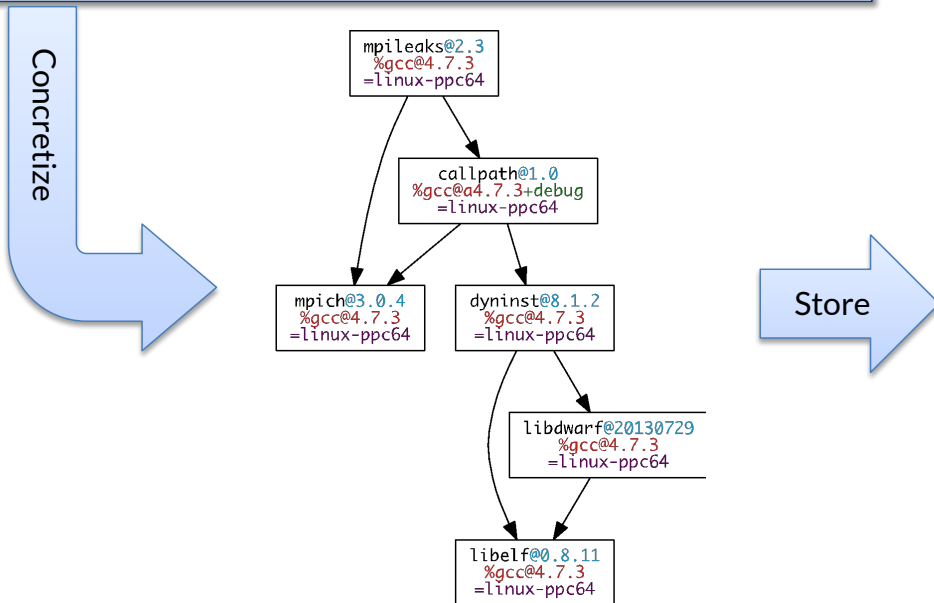 Concretize
mpileaks@2.3
%gcc@4.7.3
=linux-ppc64
callpath@1.0
%gcc@a4.7.3+debug
=linux-ppc64
mpich@3.0.4
%gcc@4.7.3
=linux-ppc64
dyninst@8.1.2
%gcc@4.7.3
=linux-ppc64
Store
libdwarf@20130729
%gcc@4.7.3
=linux-ppc64
libelf@0.8.11
%gcc@4.7.3
=linux-ppc64